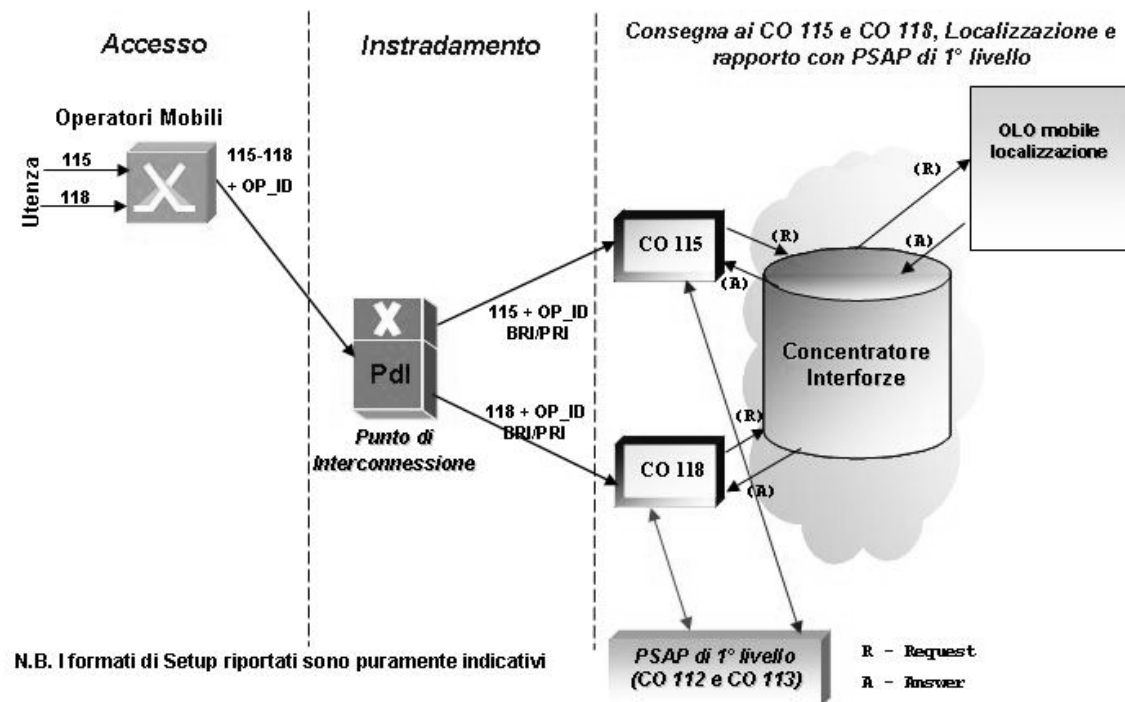 Accesso
Instradamento
Consegna ai CO 115 e CO 118, Localizzazione e
rapporto con PSAP di 1° livello
Operatori Mobili
Utenza
115
118
115-118
+ OP_ID
OLO mobile
localizzazione
(R)
(A)
CO 115
(R)
(A)
115 + OP_ID
BRI/PRI
PdI
Punto di
Interconnessione
118 + OP_ID
BRI/PRI
Concentratore
Interforze
(R)
CO 118
(A)
N.B. I formati di Setup riportati sono puramente indicativi
PSAP di 1° livello
(CO 112 e CO 113)
R - Request
A - Answer